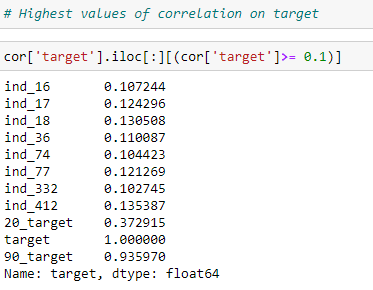 # Highest values of correlation on target
cor['target'].iloc[:][(cor['target']>= 0.1)]
ind_16 0.107244
ind_17 0.124296
ind_18 0.130508
ind_36 0.110087
ind_74 0.104423
ind_77 0.121269
ind_332 0.102745
ind_412 0.135387
20_target 0.372915
target 1.000000
90_target 0.935970
Name: target, dtype: float64